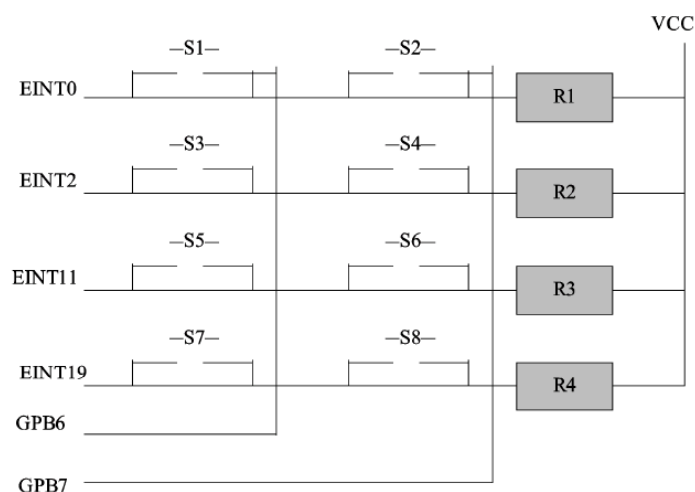 VCC
—S1— —S2—
EINT0 R1
—S3— —S4—
EINT2 R2
—S5— —S6—
EINT11 R3
—S7— —S8—
EINT19 R4
GPB6
GPB7